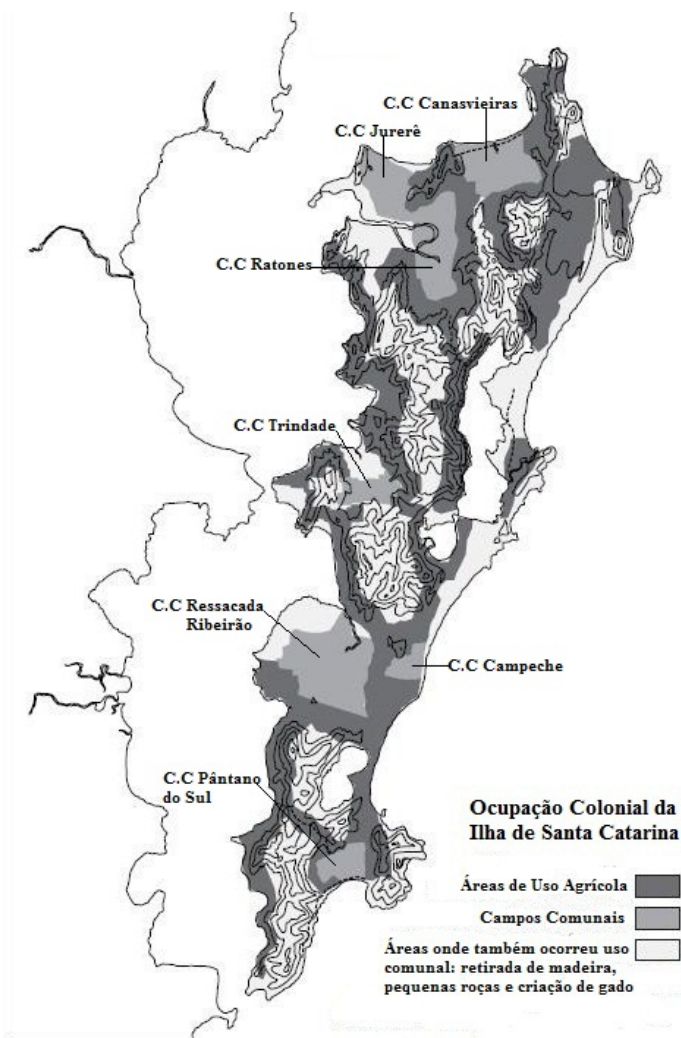 C.C Canasvieiras
C.C Jurerê
C.C Ratones
C.C Trindade
C.C Ressacada
Ribeirão
C.C Campeche
C.C Pântano
do Sul
Ocupação Colonial da
Ilha de Santa Catarina
Áreas de Uso Agrícola
Campos Comunais
Áreas onde também ocorreu uso
comunal: retirada de madeira,
pequenas roças e criação de gado